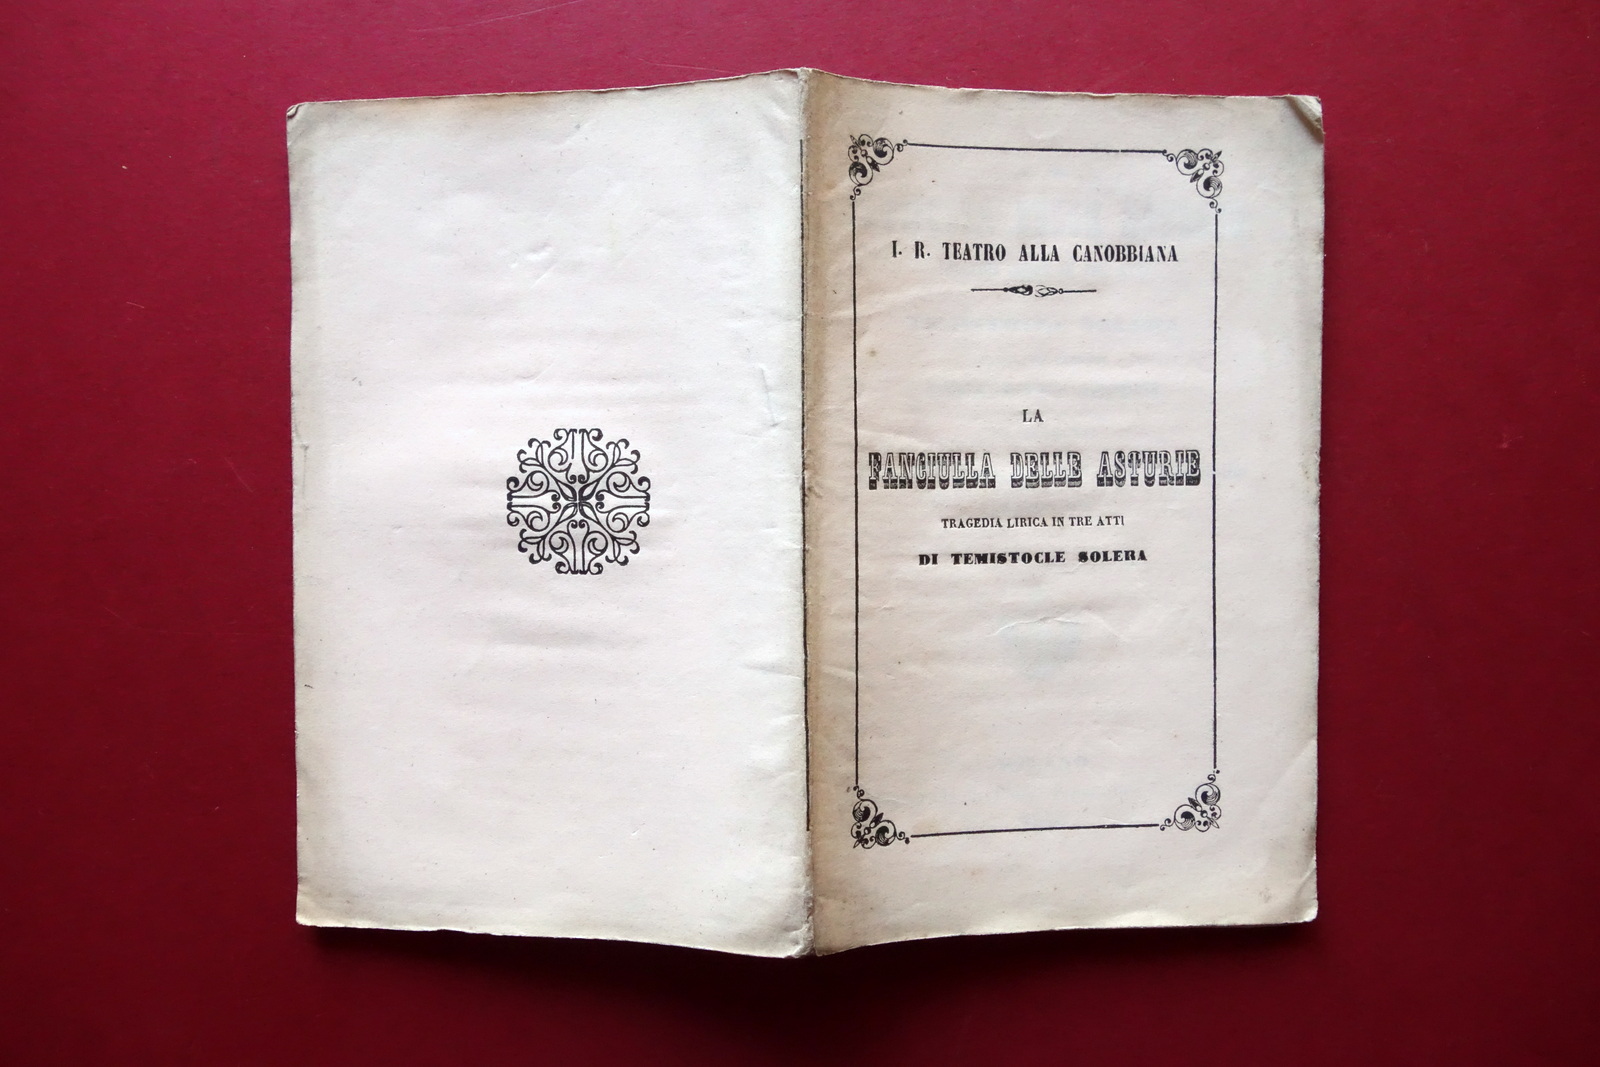 I. R. TEATRO ALLA CANOBBIANA
LA
FANCIULLA DELLE ASTURIE
TRAGEDIA LIRICA IN TRE ATTI
DI TEMISTOCLE SOLERA